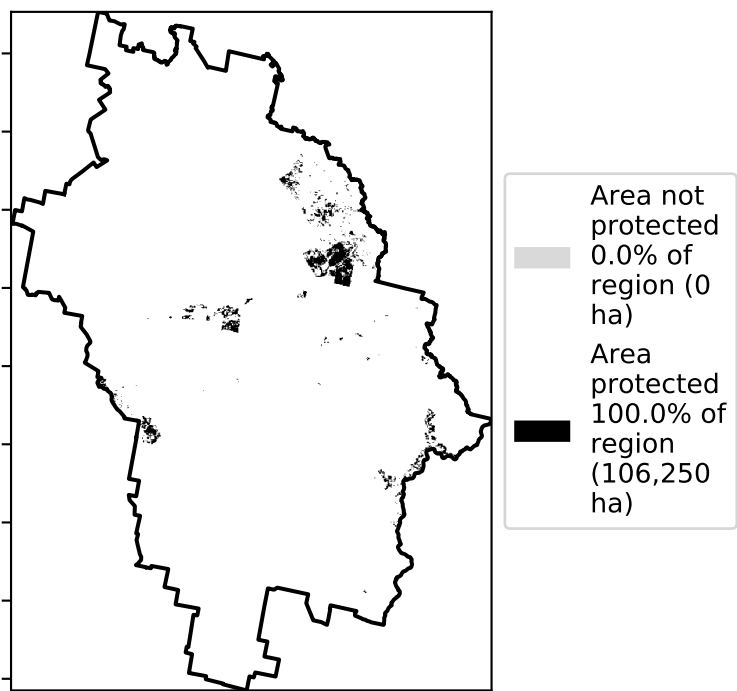 Area not
protected
0.0% of
region (0
ha)
Area
protected
100.0% of
region
(106,250
ha)